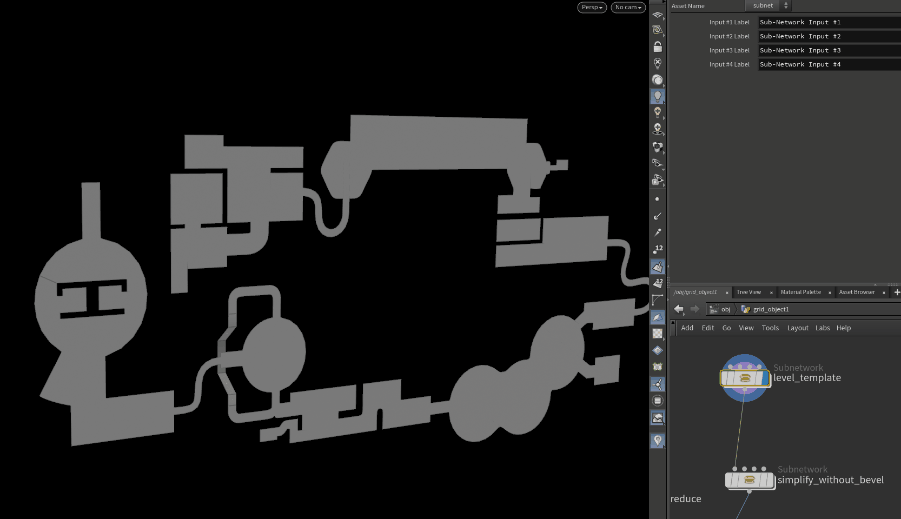 Persp
No cam
Asset Name
subnet
Input #1 Label
Sub-Network Input #1
Input #2 Label
Sub-Network Input #2
Input #3 Label
Sub-Network Input #3
Input #4 Label
Sub-Network Input #4
12
/obj/grid_object1
Tree View
Material Palette
Asset Browser
obj
grid_object1
Add Edit Go View Tools Layout Labs Help
Subnetwork
level_template
Subnetwork
simplify_without_bevel
reduce